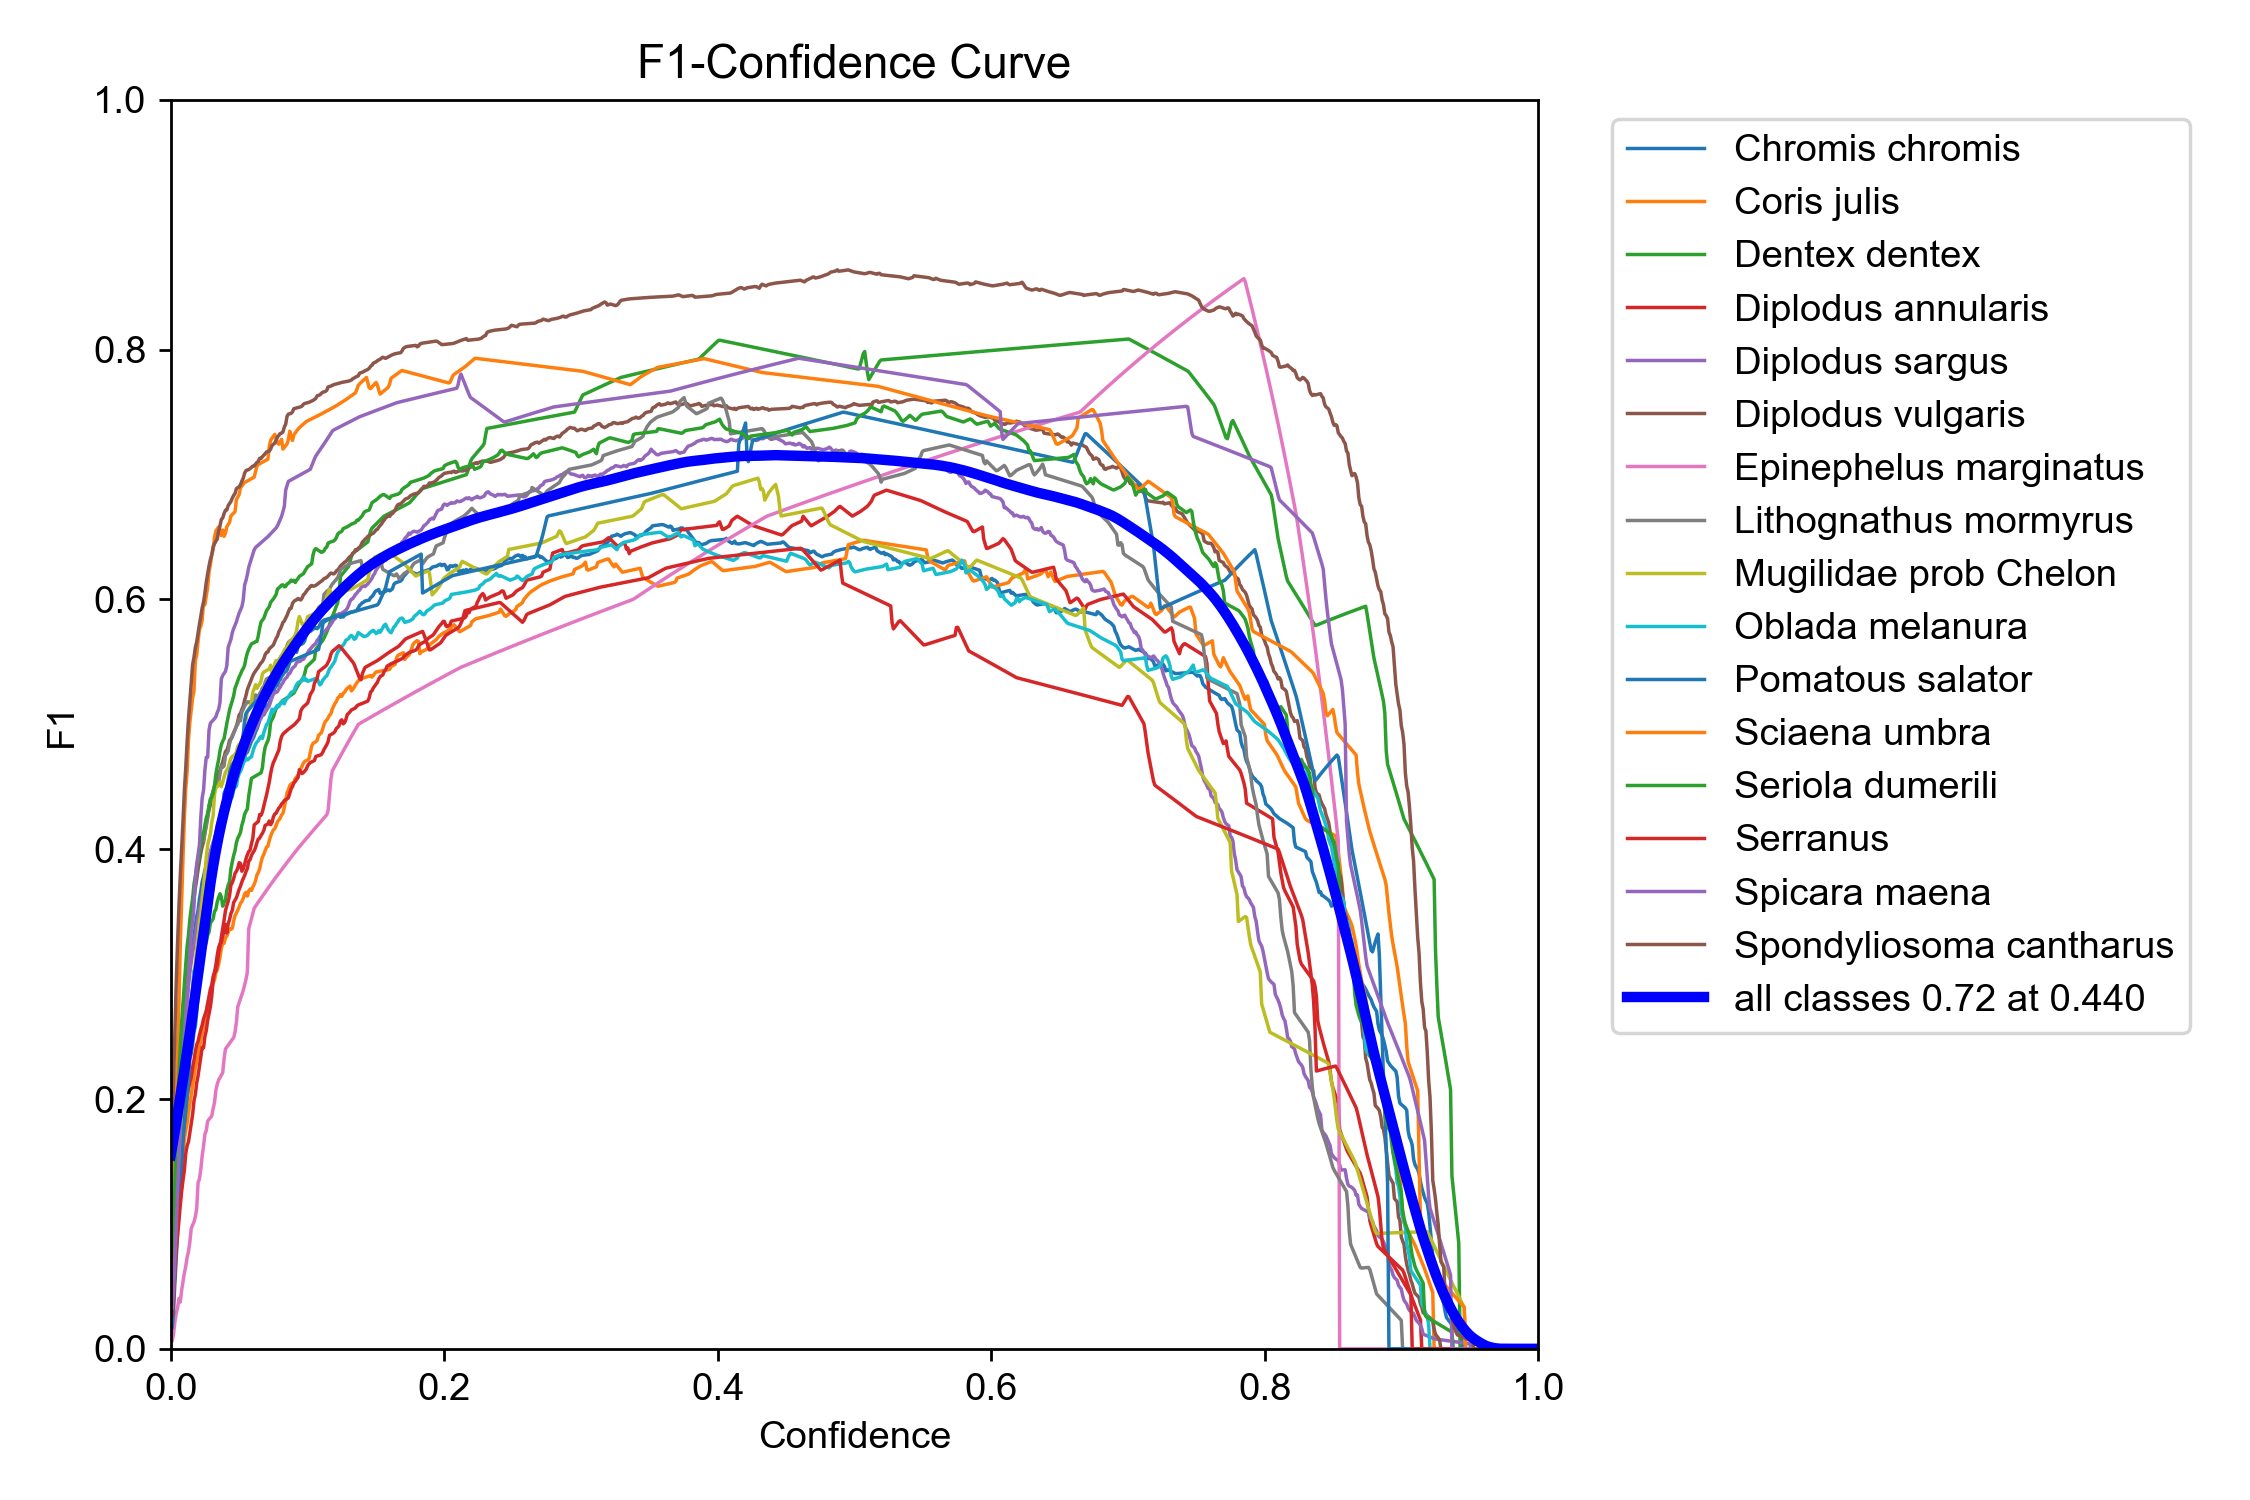 F1-Confidence Curve
1.0
0.8
0.6
0.4
0.2
0.0
F1
0.0 0.2 0.4 0.6 0.8 1.0
Confidence
Chromis chromis
Coris julis
Dentex dentex
Diplodus annularis
Diplodus sargus
Diplodus vulgaris
Epinephelus marginatus
Lithognathus mormyrus
Mugilidae prob Chelon
Oblada melanura
Pomatous salator
Sciaena umbra
Seriola dumerili
Serranus
Spicara maena
Spondyliosoma cantharus
all classes 0.72 at 0.440